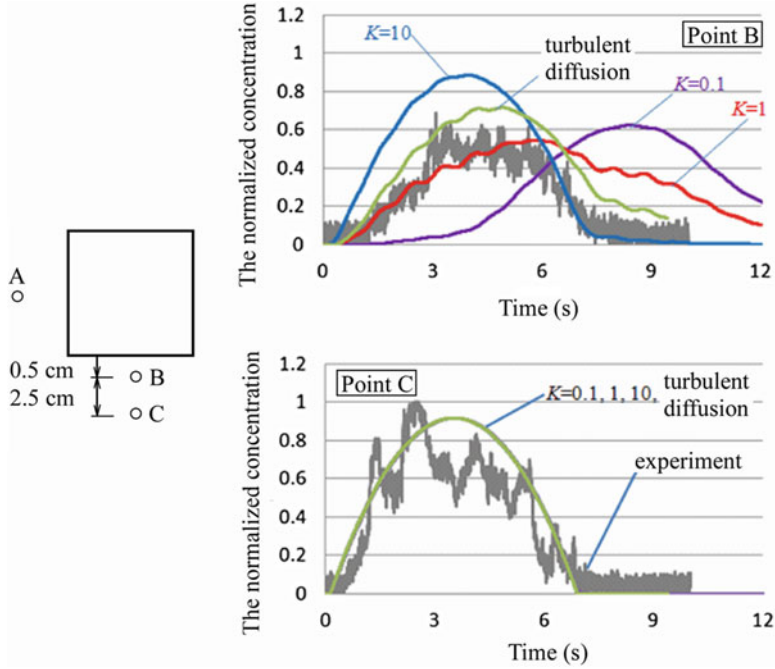 A
0.5 cm
B
2.5 cm
C
The normalized concentration
1.2
1
0.8
0.6
0.4
0.2
0
0 3 6 9 12
Time (s)
Point B
K=10
turbulent
diffusion
K=0.1
K=1
The normalized concentration
1.2
1
0.8
0.6
0.4
0.2
0
0 3 6 9 12
Time (s)
Point C
K=0.1, 1, 10,
turbulent
diffusion
experiment